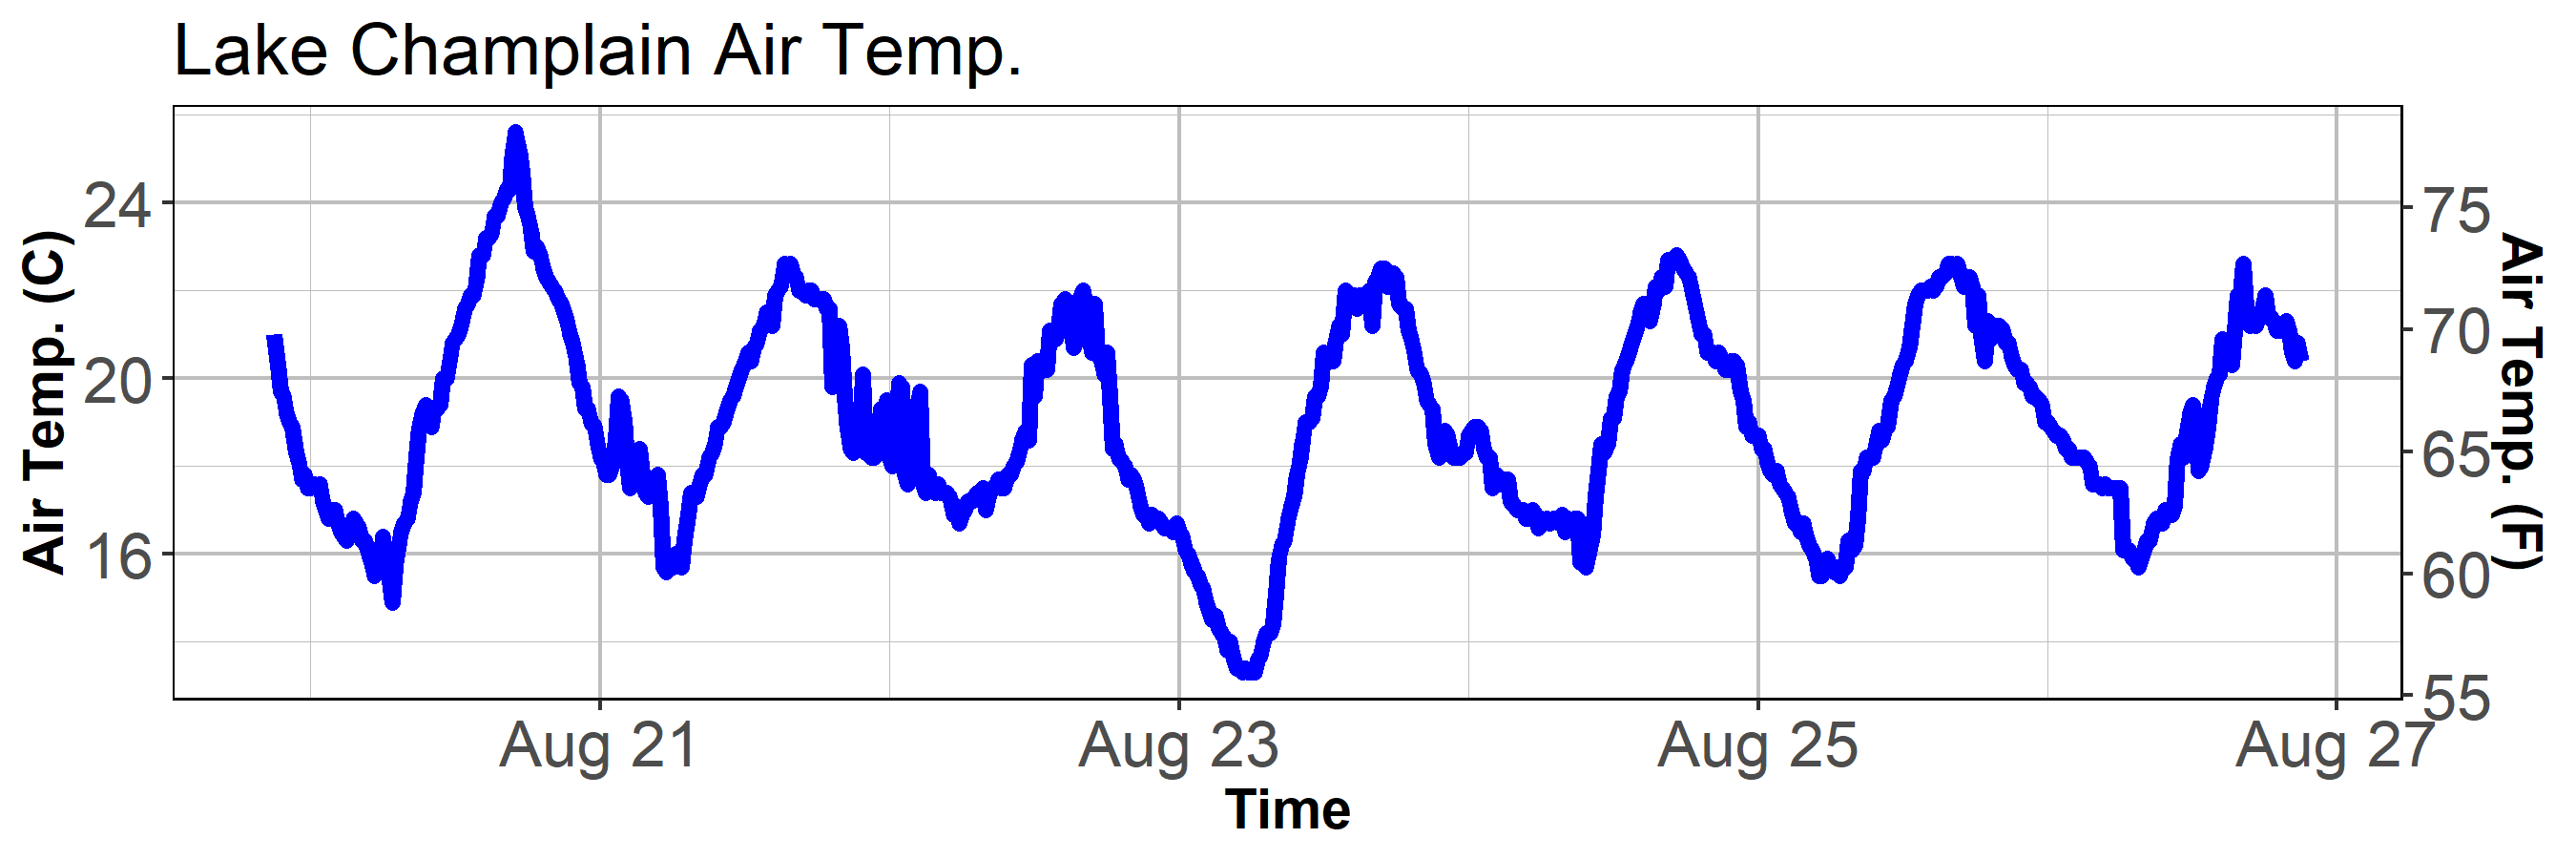 Lake Champlain Air Temp.
Air Temp. (C)
24
20
16
75
70
65
60
55
Air Temp. (F)
Aug 21
Aug 23
Aug 25
Aug 27
Time